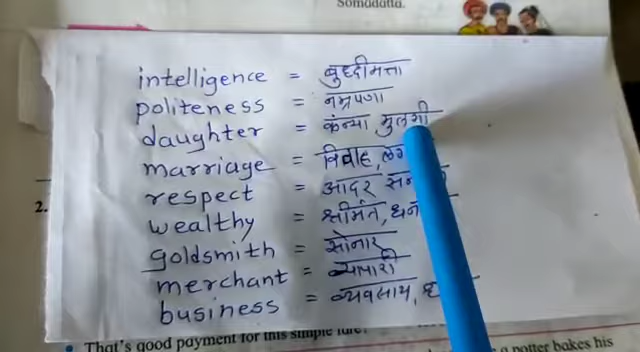 Somadatta.
intelligence = बुध्दीमत्ता
politeness = नम्रपणा
daughter = कंन्या, मुलगी
marriage = विवाह,
respect = आदर
wealthy = श्रीमंत,
goldsmith = सोनार
merchant = व्यापारी
business = व्यवसाय,
2.
• That's good payment for this simple
a potter bakes his